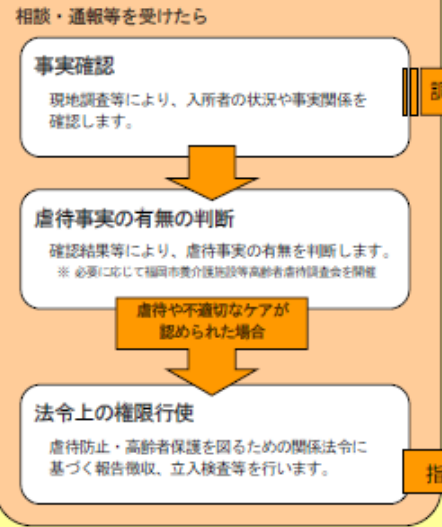 相談・通報等を受けたら
事実確認
現地調査等により、入所者の状況や事実関係を
確認します。
虐待事実の有無の判断
確認結果等により、虐待事実の有無を判断します。
※ 必要に応じて福岡市養介護施設等高齢者虐待調査会を開催
虐待や不適切なケアが
認められた場合
法令上の権限行使
虐待防止・高齢者保護を図るための関係法令に
基づく報告徴収、立入検査等を行います。
指